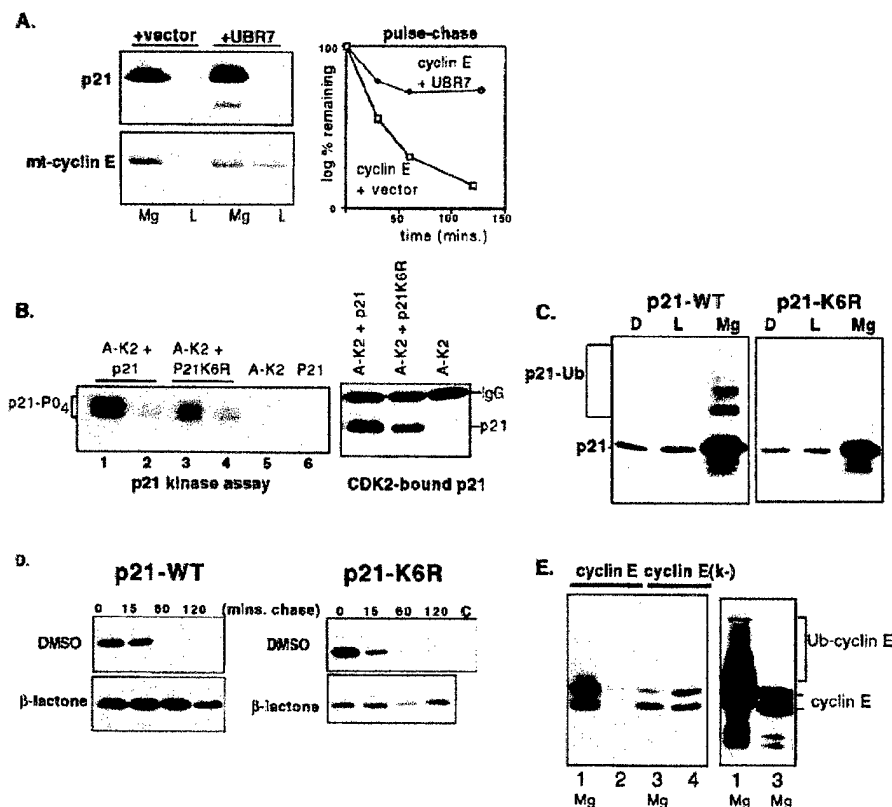 A.
+vector +UBR7
p21
mt-cyclin E
Mg L Mg L
pulse-chase
log % remaining
100
0
cyclin E
+ UBR7
cyclin E
+ vector
0 50 100 150
time (mins.)
B.
A-K2 +
p21
A-K2 +
P21K6R
A-K2 P21
p21-PO4
1 2 3 4 5 6
p21 kinase assay
A-K2 + p21
A-K2 + p21K6R
A-K2
IgG
p21
CDK2-bound p21
C.
p21-WT p21-K6R
D L Mg D L Mg
p21-Ub
p21
D.
p21-WT p21-K6R
0 15 60 120 (mins. chase) 0 15 60 120 C
DMSO DMSO
β-lactone β-lactone
E.
cyclin E cyclin E(k-)
Ub-cyclin E
cyclin E
1 2 3 4 1 3
Mg Mg Mg Mg